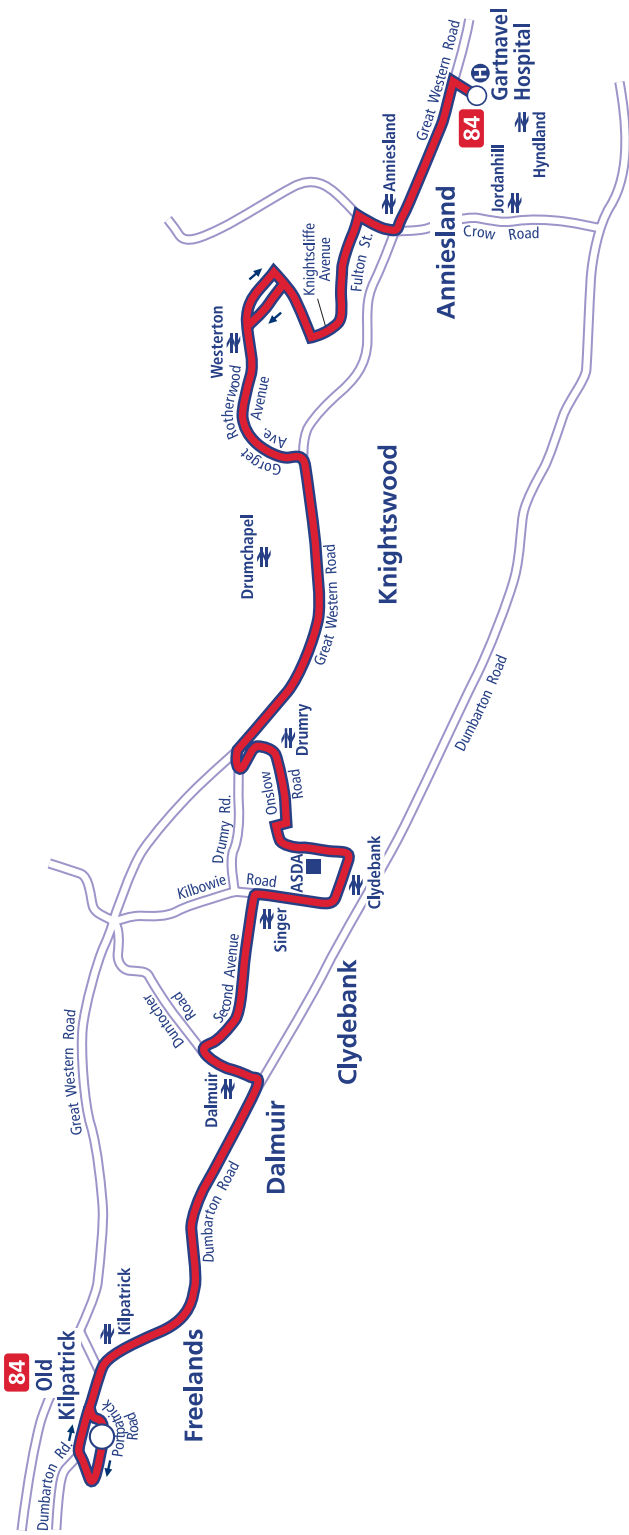 84
Old
Kilpatrick
Dumbarton Rd.
Portpatrick
Road
Kilpatrick
Freelands
Great Western Road
Dumbarton Road
Dalmuir
Dalmuir
Duntocher
Road
Second Avenue
Clydebank
Singer
Kilbowie Road
Drumry Rd.
ASDA
Clydebank
Onslow
Road
Drumry
Dumbarton Road
Great Western Road
Drumchapel
Knightswood
Gorget
Ave.
Rotherwood
Avenue
Westerton
Knightscliffe
Avenue
Fulton St.
Anniesland
Anniesland
Great Western Road
Crow Road
Jordanhill
Hyndland
84
H
Gartnavel
Hospital